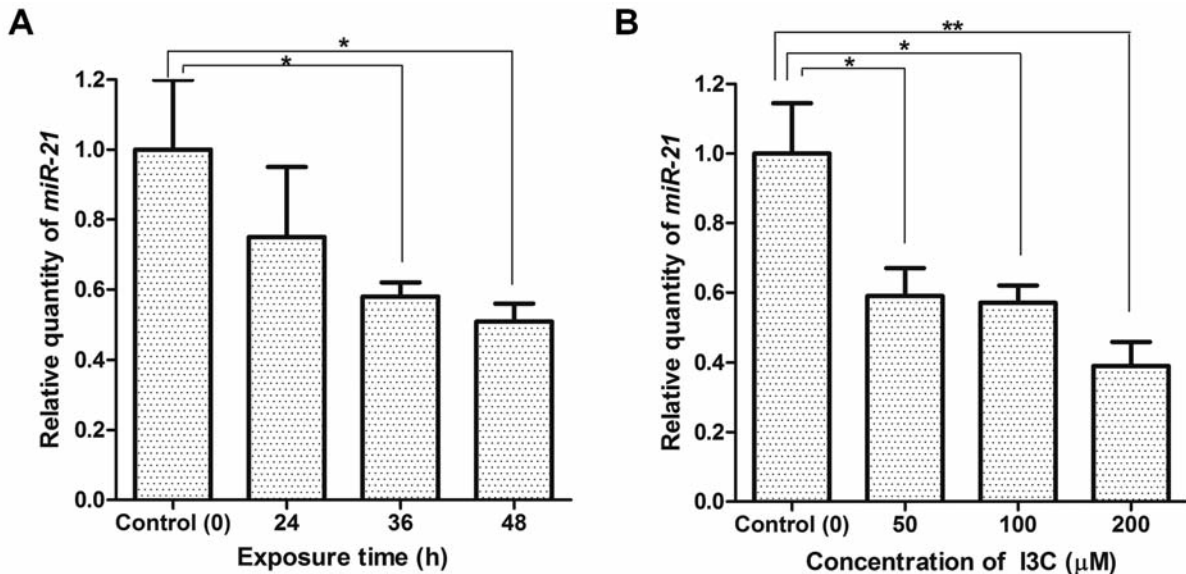 A
*
*
Relative quantity of miR-21
1.2
1.0
0.8
0.6
0.4
0.2
0.0
Control (0) 24 36 48
Exposure time (h)
B
**
*
*
Relative quantity of miR-21
1.2
1.0
0.8
0.6
0.4
0.2
0.0
Control (0) 50 100 200
Concentration of I3C (μM)